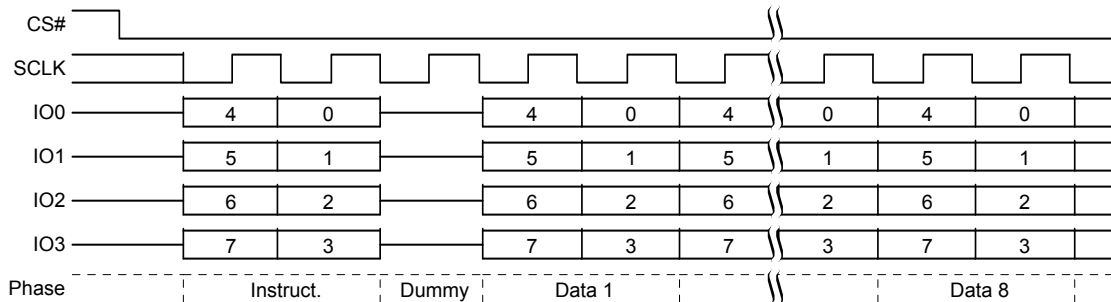 CS#
SCLK
IO0 4 0 4 0 4 0 4 0
IO1 5 1 5 1 5 1 5 1
IO2 6 2 6 2 6 2 6 2
IO3 7 3 7 3 7 3 7 3
Phase Instruct. Dummy Data 1 Data 8